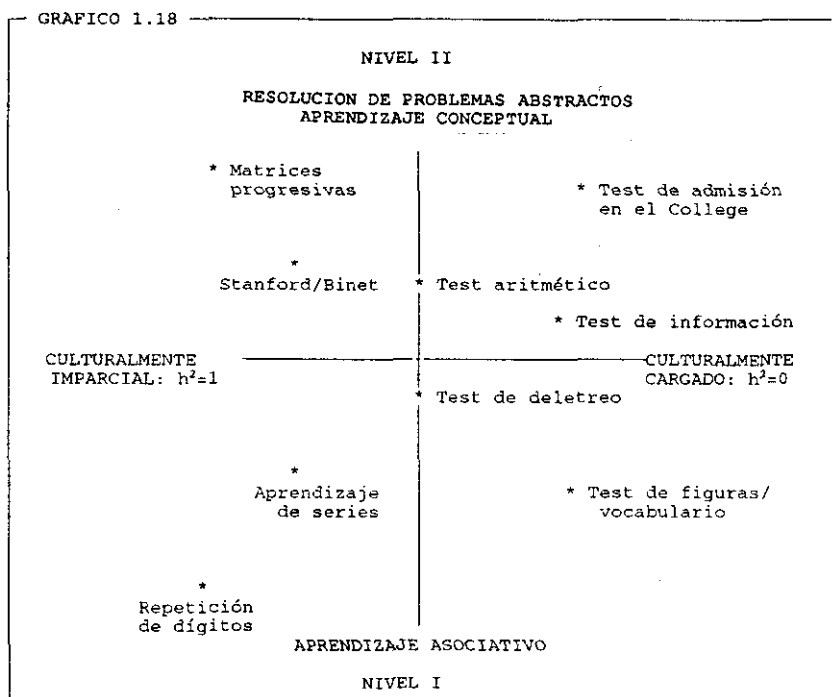 GRAFICO 1.18
NIVEL II
RESOLUCION DE PROBLEMAS ABSTRACTOS
APRENDIZAJE CONCEPTUAL
* Matrices
progresivas
* Test de admisión
en el College
*
Stanford/Binet
* Test aritmético
* Test de información
CULTURALMENTE
IMPARCIAL: h²=1
CULTURALMENTE
CARGADO: h²=0
* Test de deletreo
*
Aprendizaje
de series
* Test de figuras/
vocabulario
*
Repetición
de dígitos
APRENDIZAJE ASOCIATIVO
NIVEL I